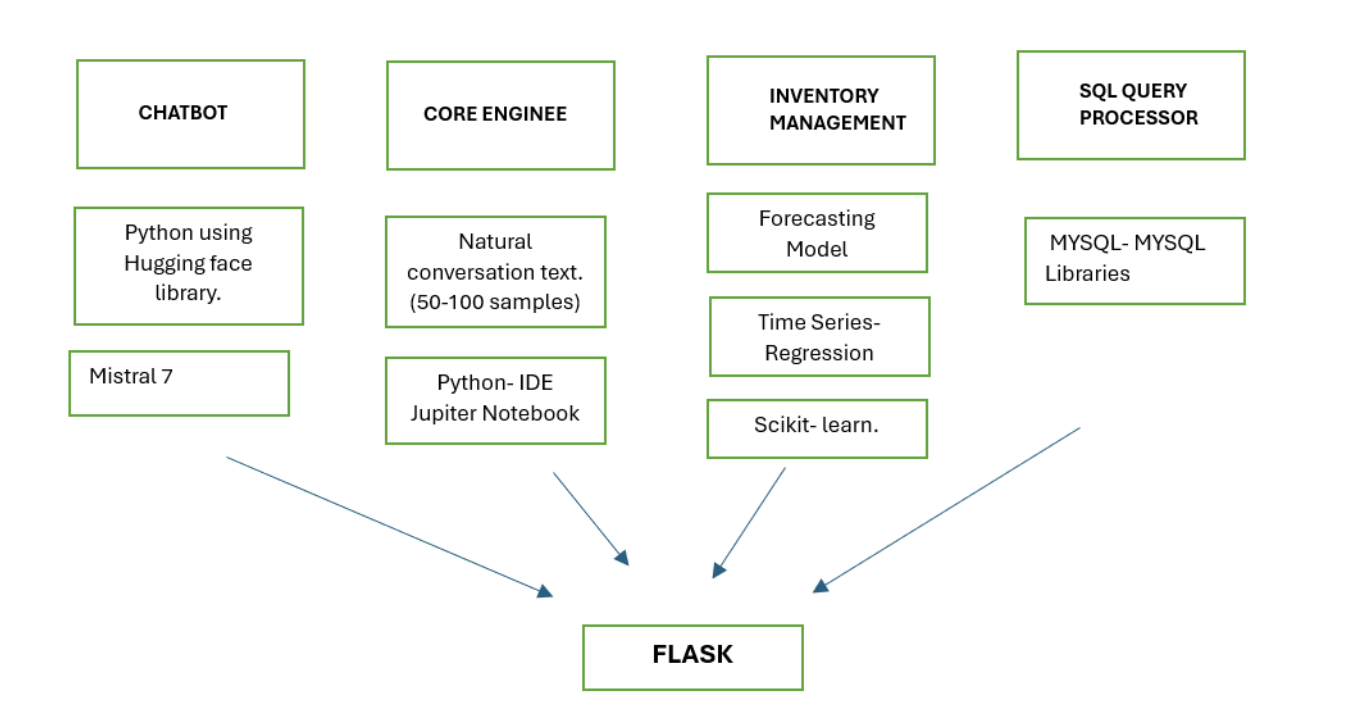 CHATBOT
CORE ENGINEE
INVENTORY
MANAGEMENT
SQL QUERY
PROCESSOR
Python using
Hugging face
library.
Mistral 7
Natural
conversation text.
(50-100 samples)
Python- IDE
Jupiter Notebook
Forecasting
Model
Time Series-
Regression
Scikit- learn.
MYSQL- MYSQL
Libraries
FLASK